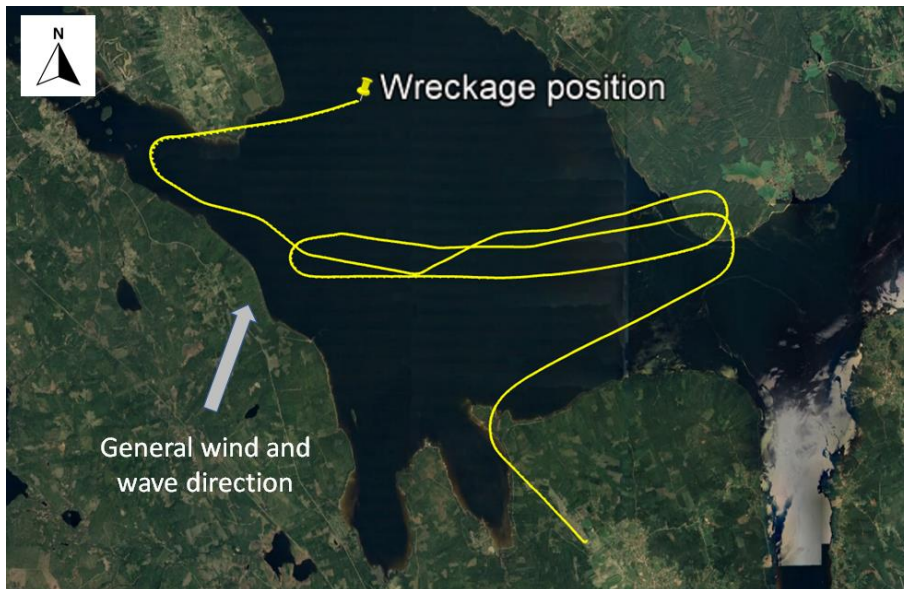 N
Wreckage position
General wind and
wave direction